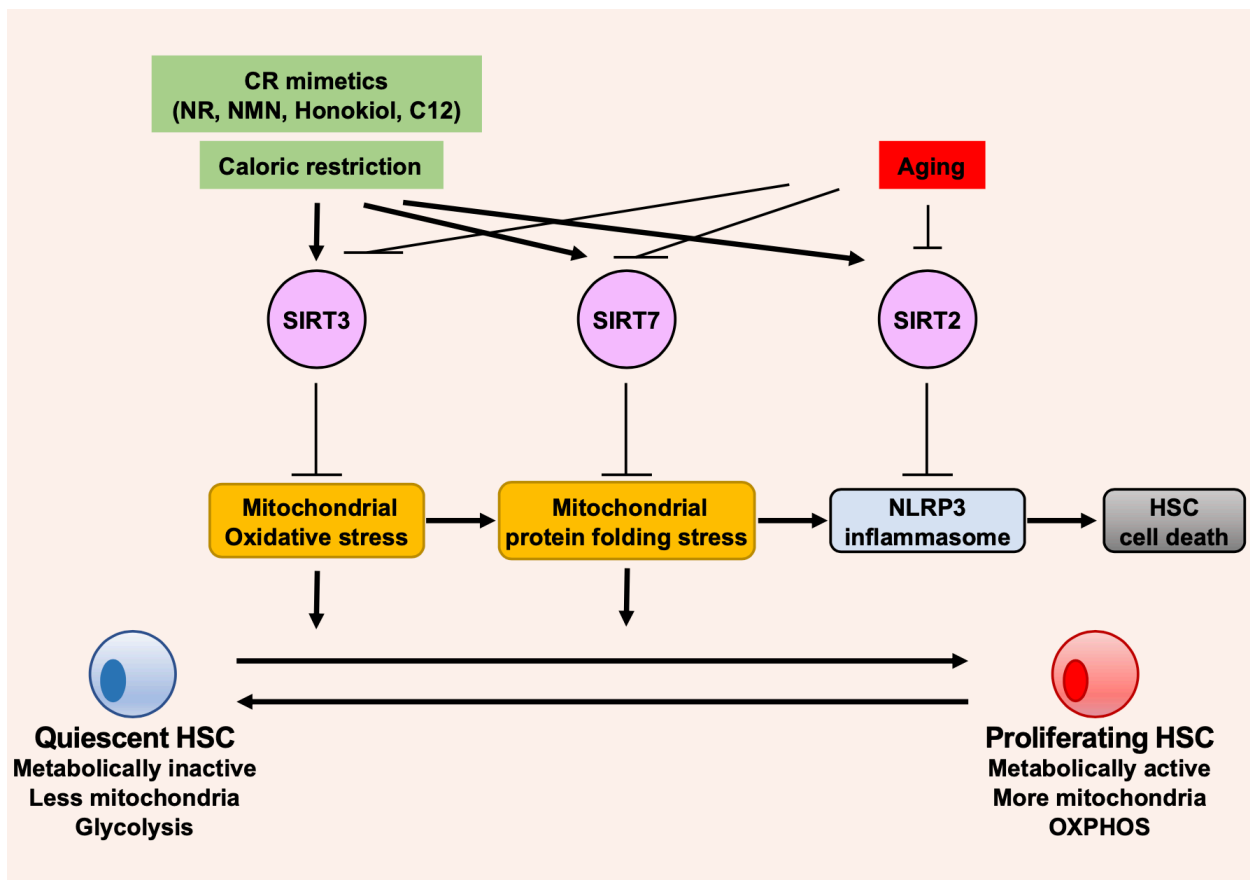 CR mimetics
(NR, NMN, Honokiol, C12)
Caloric restriction
Aging
SIRT3
SIRT7
SIRT2
Mitochondrial
Oxidative stress
Mitochondrial
protein folding stress
NLRP3
inflammasome
HSC
cell death
Quiescent HSC
Metabolically inactive
Less mitochondria
Glycolysis
Proliferating HSC
Metabolically active
More mitochondria
OXPHOS